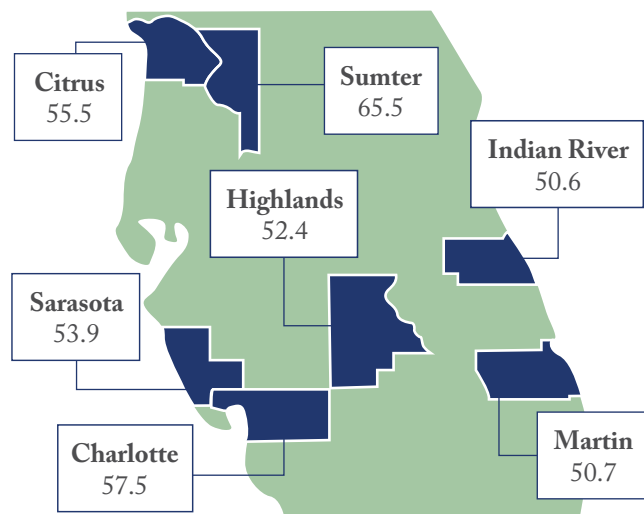 Citrus
55.5
Sumter
65.5
Indian River
50.6
Highlands
52.4
Sarasota
53.9
Charlotte
57.5
Martin
50.7